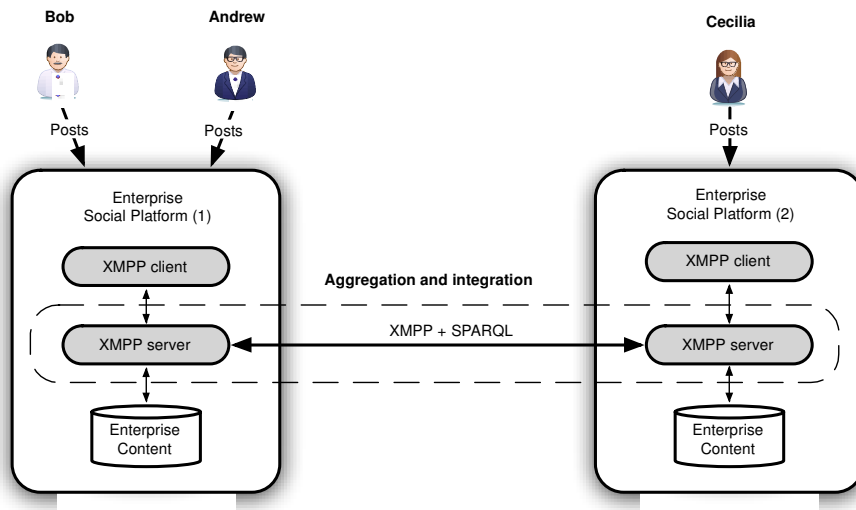 Bob
Andrew
Cecilia
Posts
Posts
Posts
Enterprise
Social Platform (1)
Enterprise
Social Platform (2)
XMPP client
XMPP client
Aggregation and integration
XMPP + SPARQL
XMPP server
XMPP server
Enterprise
Content
Enterprise
Content